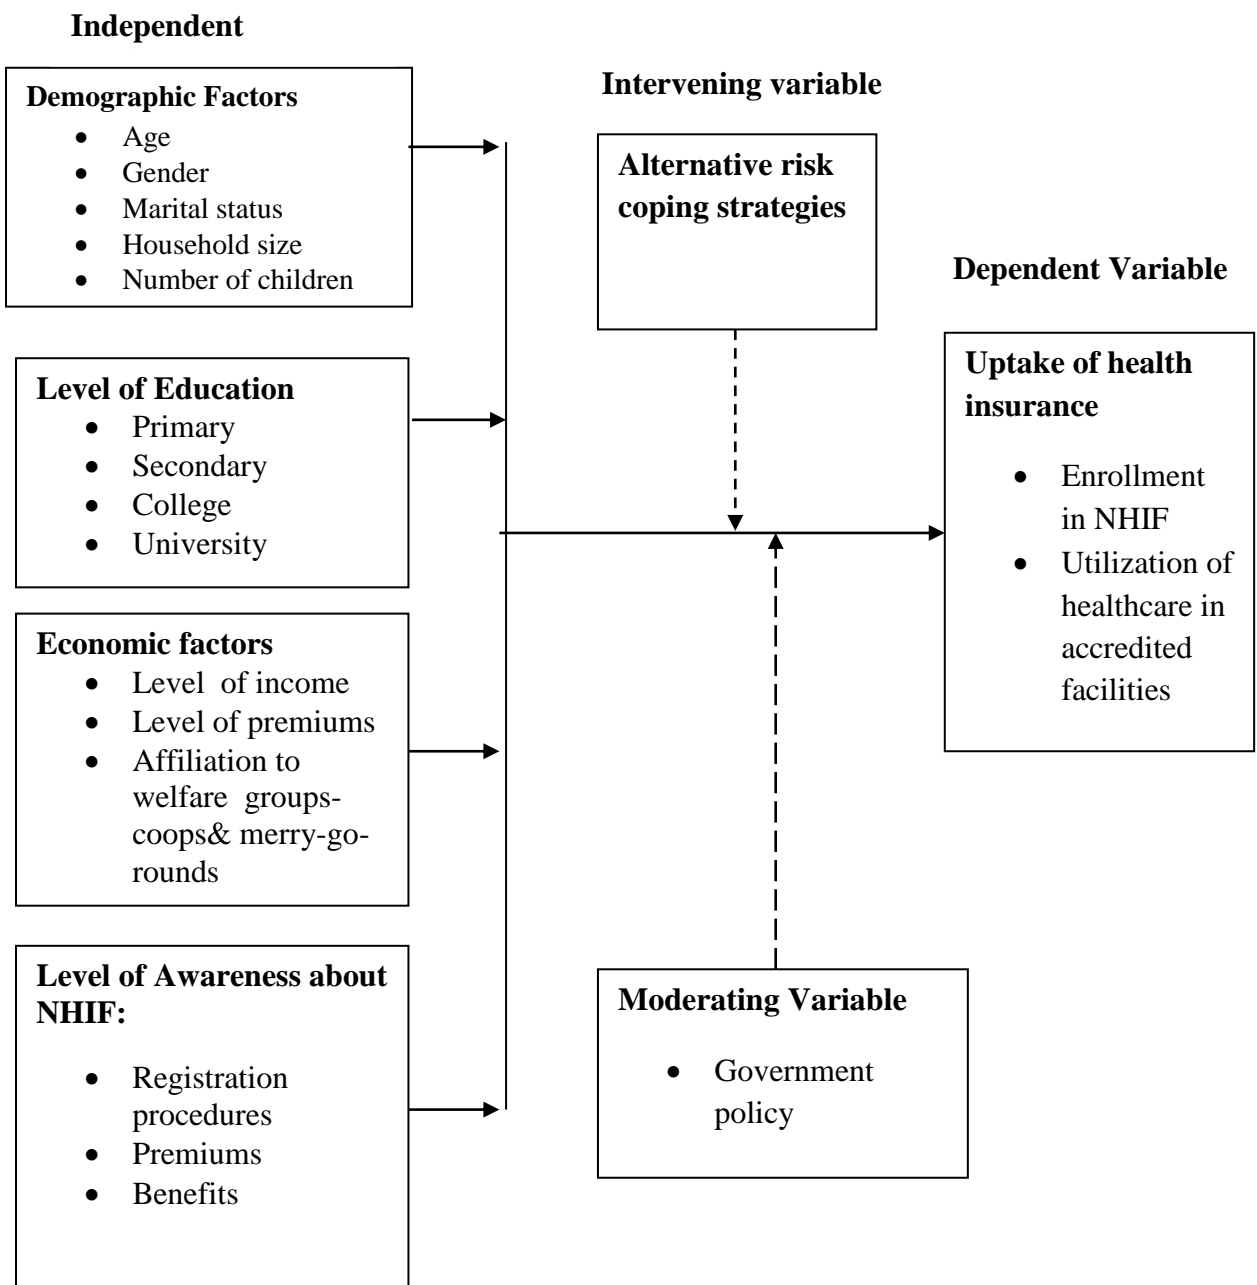 Independent
Demographic Factors
• Age
• Gender
• Marital status
• Household size
• Number of children
Level of Education
• Primary
• Secondary
• College
• University
Economic factors
• Level of income
• Level of premiums
• Affiliation to
welfare groups-
coops& merry-go-
rounds
Level of Awareness about
NHIF:
• Registration
procedures
• Premiums
• Benefits
Intervening variable
Alternative risk
coping strategies
Moderating Variable
• Government
policy
Dependent Variable
Uptake of health
insurance
• Enrollment
in NHIF
• Utilization of
healthcare in
accredited
facilities